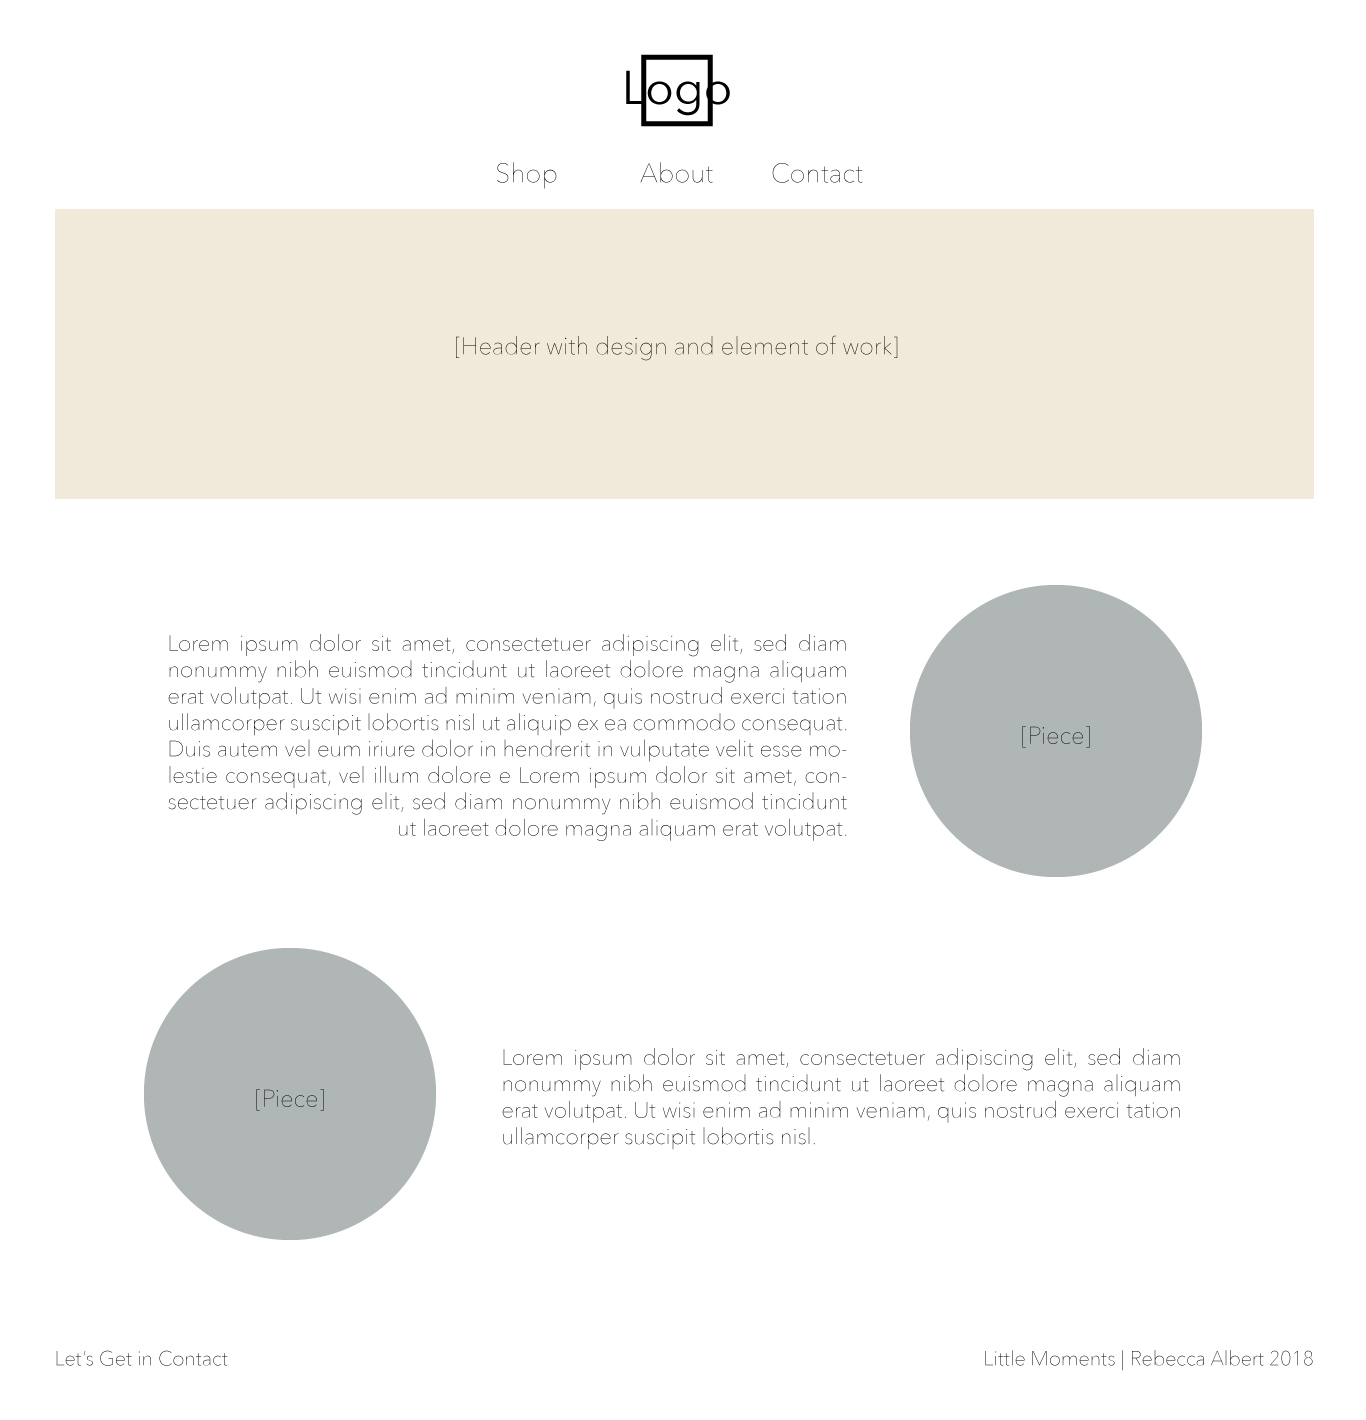 Logo
Shop About Contact
[Header with design and element of work]
Lorem ipsum dolor sit amet, consectetuer adipiscing elit, sed diam
nonummy nibh euismod tincidunt ut laoreet dolore magna aliquam
erat volutpat. Ut wisi enim ad minim veniam, quis nostrud exerci tation
ullamcorper suscipit lobortis nisl ut aliquip ex ea commodo consequat.
Duis autem vel eum iriure dolor in hendrerit in vulputate velit esse mo-
lestie consequat, vel illum dolore e Lorem ipsum dolor sit amet, con-
sectetuer adipiscing elit, sed diam nonummy nibh euismod tincidunt
ut laoreet dolore magna aliquam erat volutpat.
[Piece]
[Piece]
Lorem ipsum dolor sit amet, consectetuer adipiscing elit, sed diam
nonummy nibh euismod tincidunt ut laoreet dolore magna aliquam
erat volutpat. Ut wisi enim ad minim veniam, quis nostrud exerci tation
ullamcorper suscipit lobortis nisl.
Let’s Get in Contact
Little Moments | Rebecca Albert 2018